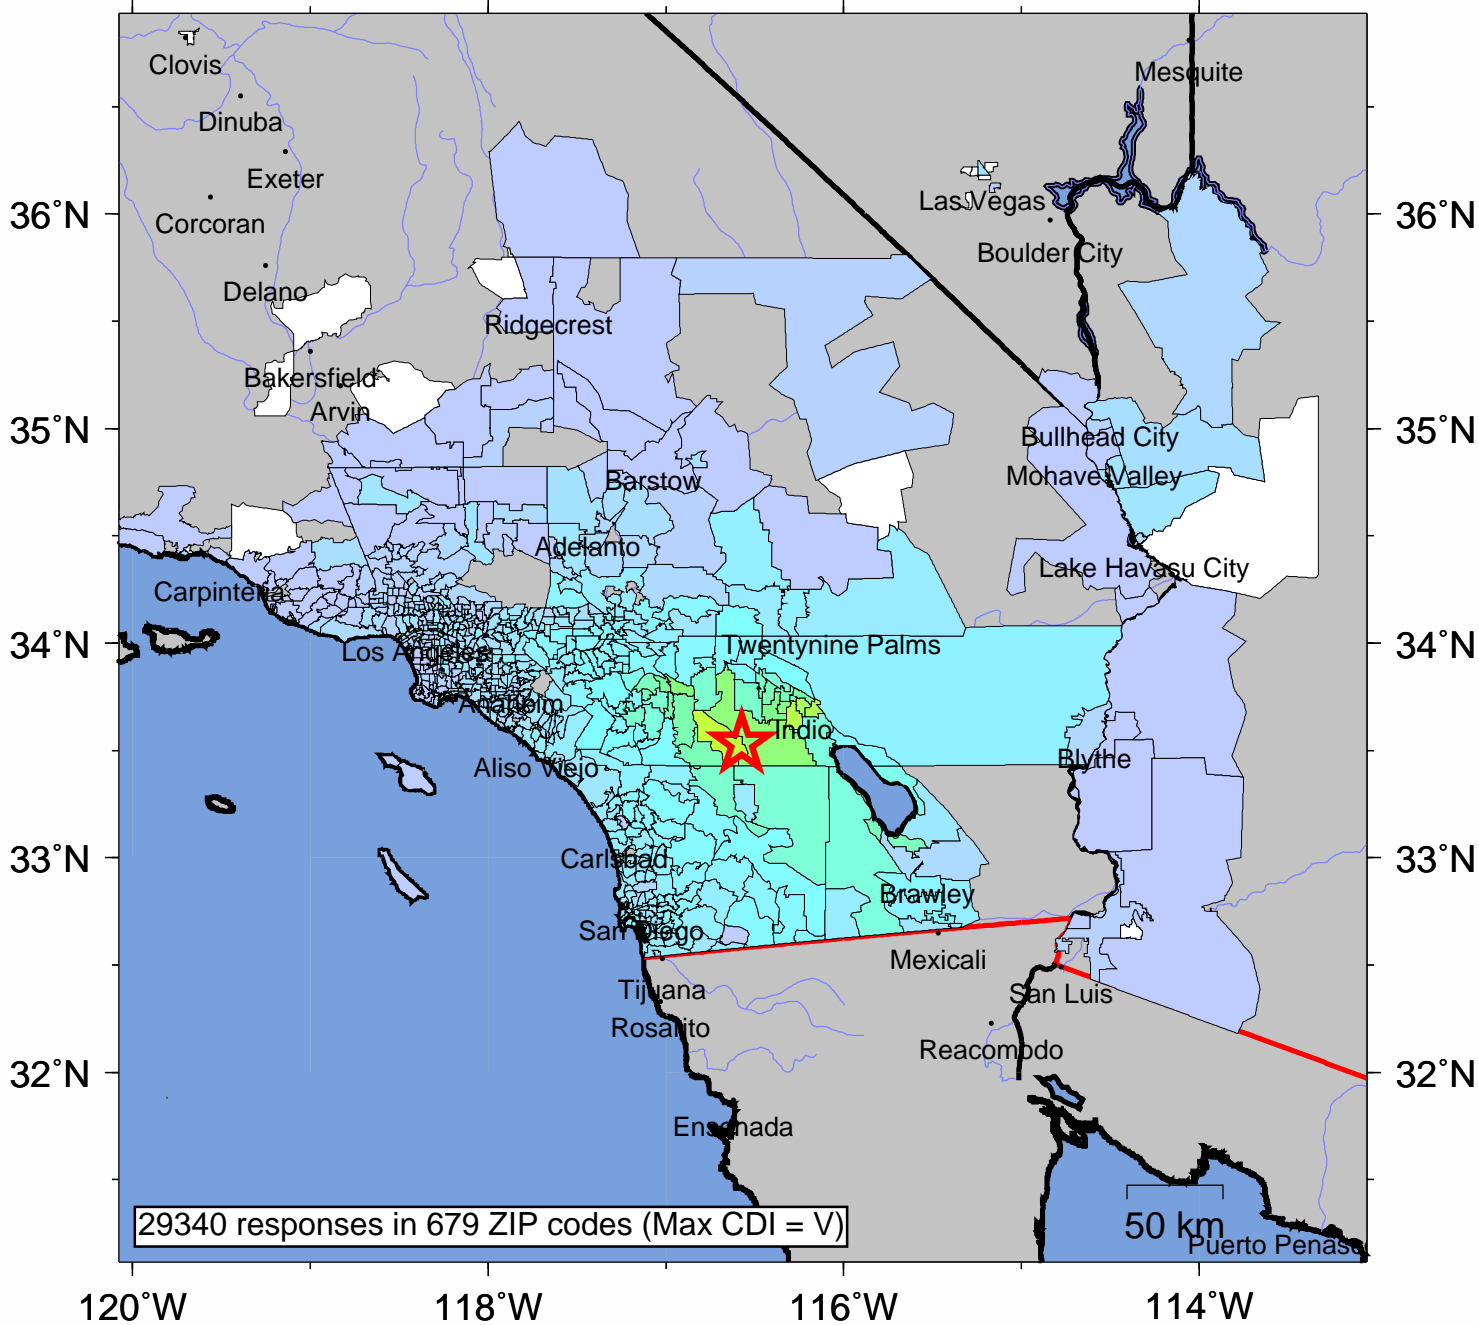 Clovis
Mesquite
Dinuba
Exeter
Las Vegas
36°N
36°N
Corcoran
Boulder City
Delano
Ridgecrest
Bakersfield
Arvin
35°N
35°N
Bullhead City
Barstow
Mohave Valley
Adelanto
Lake Havasu City
Carpinteria
34°N
34°N
Los Angeles
Twentynine Palms
Anaheim
Indio
Aliso Viejo
Blythe
33°N
33°N
Carlsbad
Brawley
San Diego
Mexicali
Tijuana
San Luis
Rosarito
Reacomodo
32°N
32°N
Ensenada
29340 responses in 679 ZIP codes (Max CDI = V)
50 km
Puerto Penasc
120°W
118°W
116°W
114°W